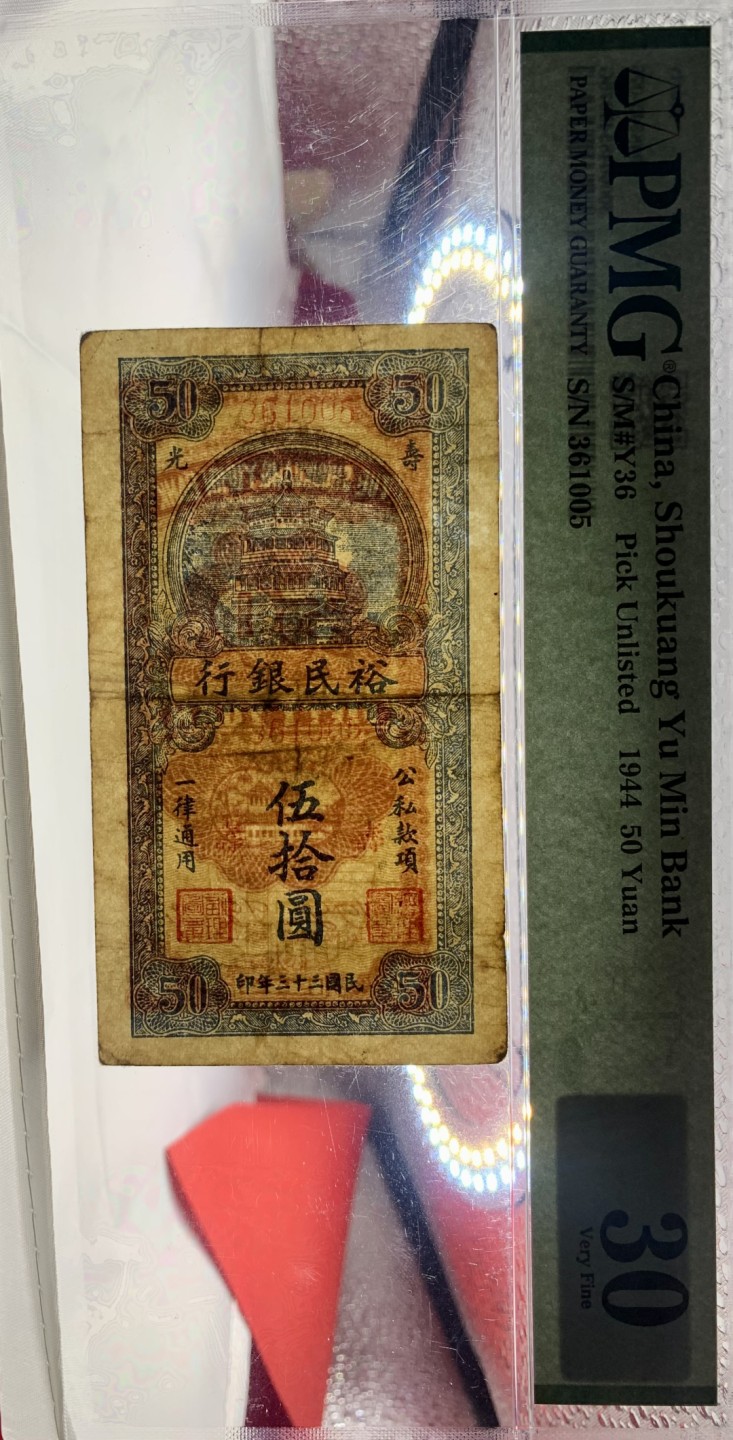 PMG®
PAPER MONEY GUARANTY
China, Shoukuang Yu Min Bank
S/M#Y36 Pick Unlisted 1944 50 Yuan
S/N 361005
30
Very Fine
50
50
361005
壽光
裕民銀行
361005
公私款項
伍拾圓
一律通用
50
民國三十三年印
50